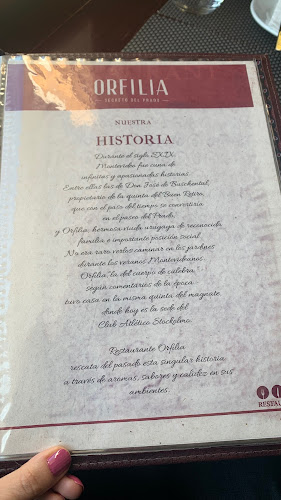 ORFILIA
SECRETO DEL PRADO
NUESTRA
HISTORIA
Durante el siglo XIX
Montevideo fue cuna de
infinitas y apasionadas historias.
Entre ellas las de Don José de Buschental,
propietario de la quinta del Buen Retiro,
que con el paso del tiempo se convertiría
en el paseo del Prado
y Orfilia, hermosa viuda uruguaya de reconocida
familia e importante posición social.
No era raro verlos caminar en los jardines
durante los veranos Montevideanos.
Orfilia "la del cuerpo de culebra"
según comentarios de la época
tuvo casa en la misma quinta del magnate
donde hoy es la sede del
Club Atlético Stockolmo.
Restaurante Orfilia
rescata del pasado esta singular historia
a través de aromas, sabores y calidez en sus
ambientes.